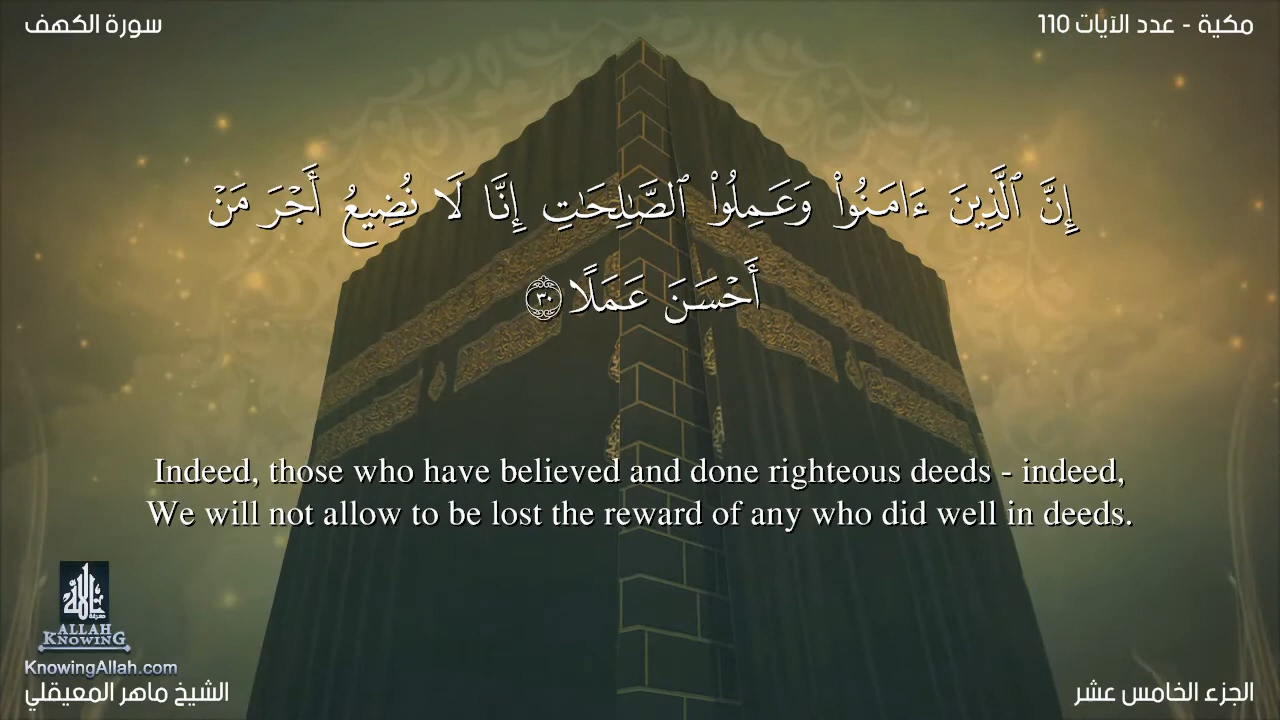 سورة الكهف
مكية - عدد الآيات 110
إِنَّ ٱلَّذِينَ ءَامَنُوا۟ وَعَمِلُوا۟ ٱلصَّـٰلِحَـٰتِ إِنَّا لَا نُضِيعُ أَجْرَ مَنْ
أَحْسَنَ عَمَلًا ٣٠
Indeed, those who have believed and done righteous deeds - indeed,
We will not allow to be lost the reward of any who did well in deeds.
ALLAH
KNOWING
KnowingAllah.com
الشيخ ماهر المعيقلي
الجزء الخامس عشر